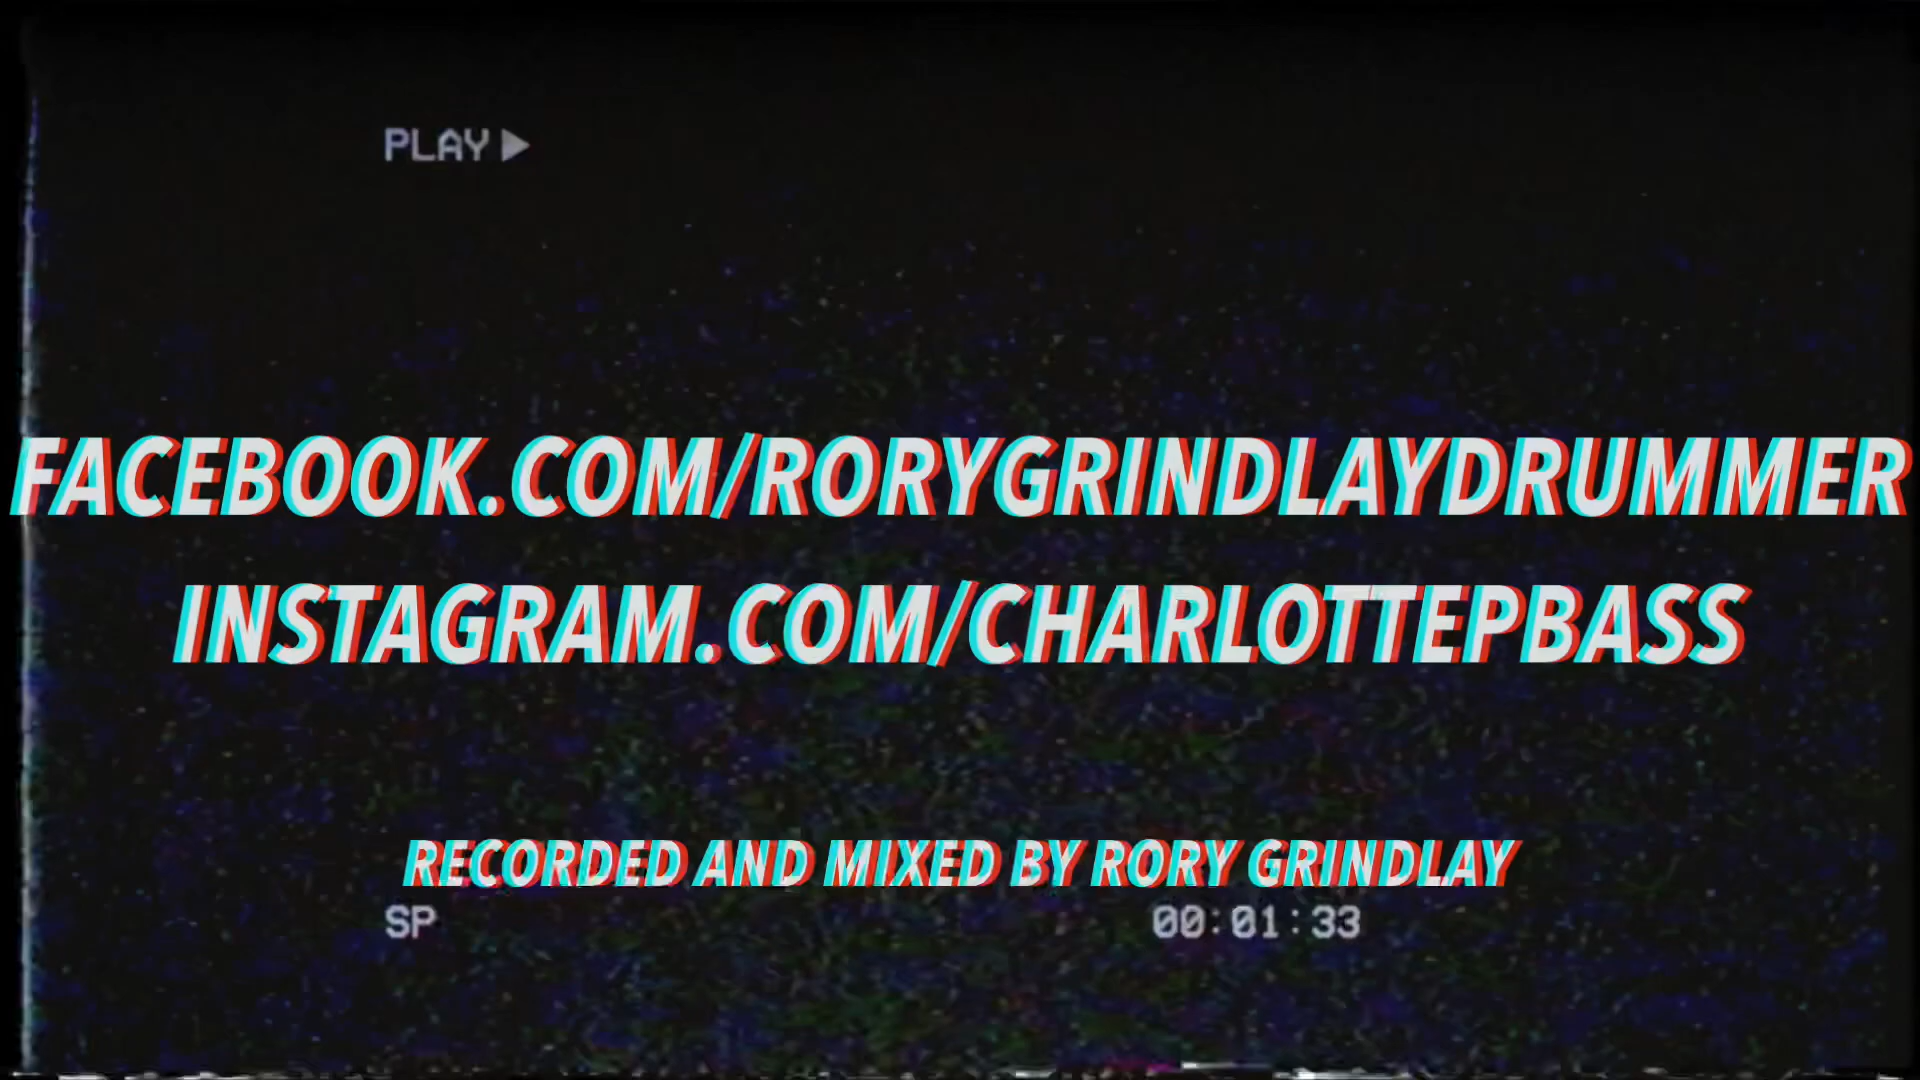 PLAY ▶
FACEBOOK.COM/RORYGRINDLAYDRUMMER
INSTAGRAM.COM/CHARLOTTEPBASS
RECORDED AND MIXED BY RORY GRINDLAY
SP 00:01:33